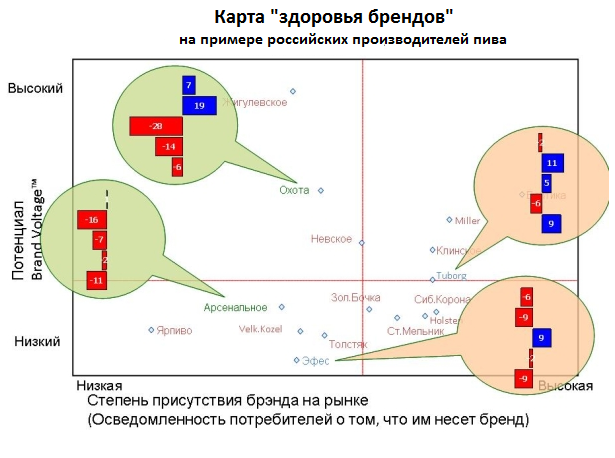 Карта "здоровья брендов"
на примере российских производителей пива
Высокий
Потенциал
Brand Voltage™
Низкий
7
19
-28
-14
-6
Жигулевское
Охота
-16
-7
-2
-11
Арсенальное
Ярпиво
Velk.Kozel
Толстяк
Эфес
Невское
Зол.Бочка
Miller
Клинское
Tuborg
Сиб.Корона
Holsten
Ст.Мельник
11
5
-6
9
-6
-9
9
-9
Низкая
Высокая
Степень присутствия брэнда на рынке
(Осведомленность потребителей о том, что им несет бренд)